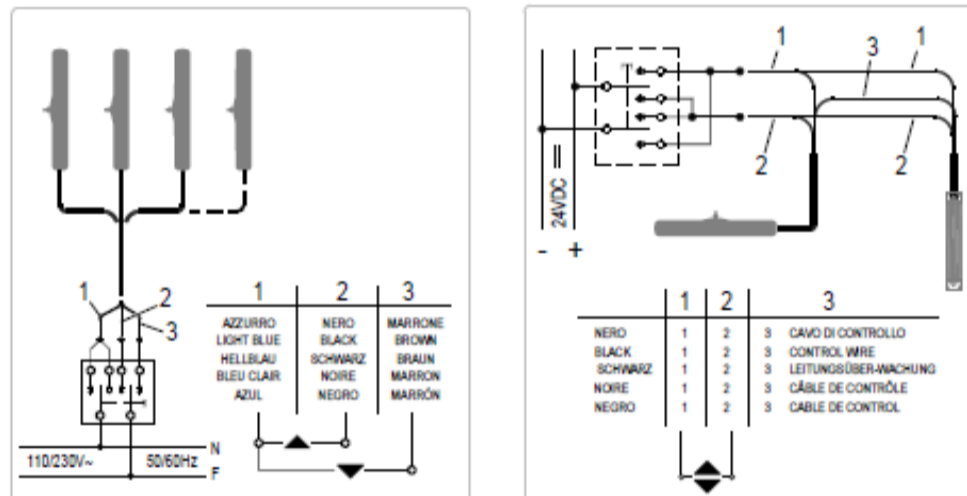 1
2
3
1 2 3
AZZURRO NERO MARRONE
LIGHT BLUE BLACK BROWN
HELLBLAU SCHWARZ BRAUN
BLEU CLAIR NOIRE MARRON
AZUL NEGRO MARRÓN
N
110/230V~ 50/60Hz
F
1 3 1
2 2
24VDC =
- +
1 2 3
NERO 1 2 3 CAVO DI CONTROLLO
BLACK 1 2 3 CONTROL WIRE
SCHWARZ 1 2 3 LEITUNGSÜBER-WACHUNG
NOIRE 1 2 3 CÂBLE DE CONTRÔLE
NEGRO 1 2 3 CABLE DE CONTROL